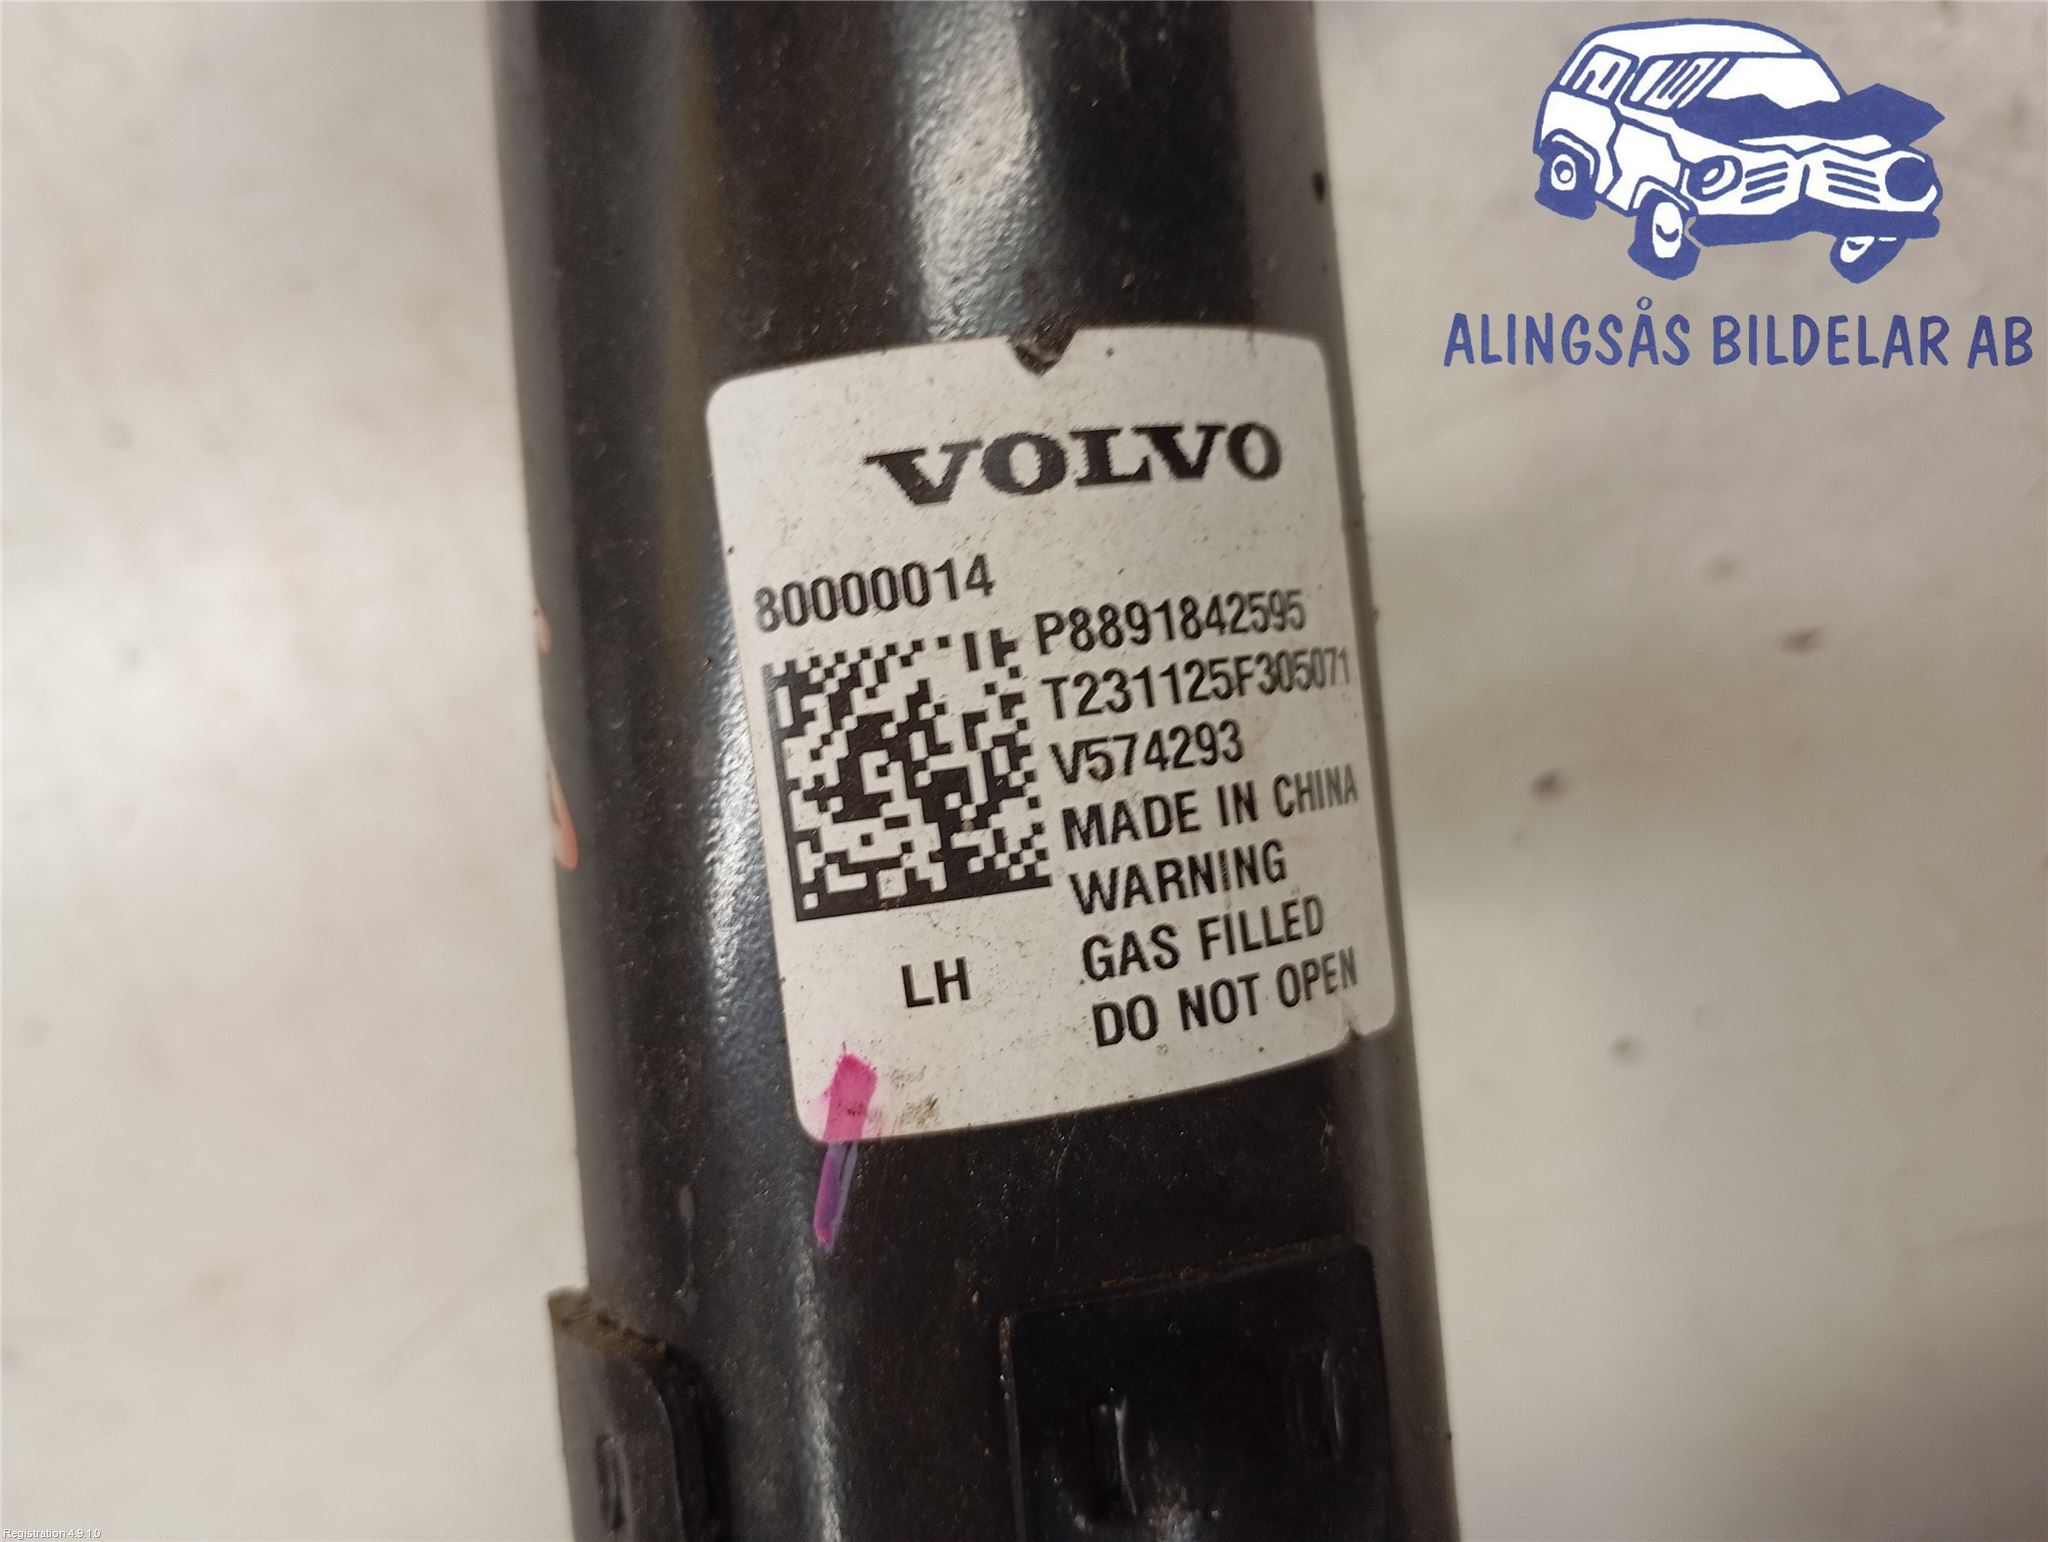 ALINGSÅS BILDELAR AB
VOLVO
80000014
P8891842595
T231125F305071
V574293
MADE IN CHINA
WARNING
GAS FILLED
DO NOT OPEN
LH
Registration 4.9.1.0